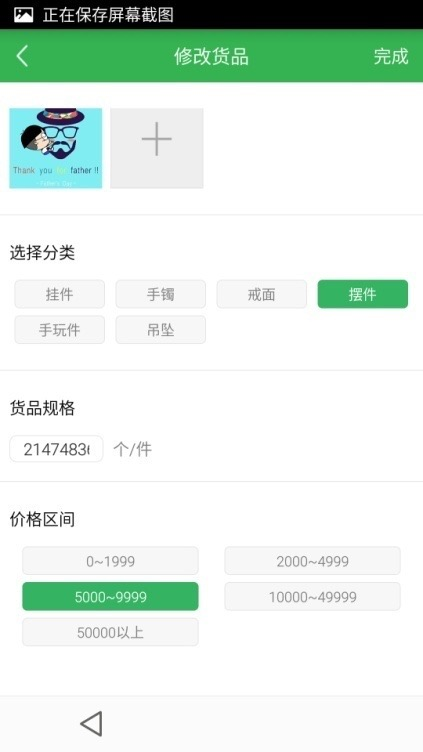 正在保存屏幕截图
修改货品
完成
Thank you father !!
选择分类
挂件 手镯 戒面 摆件
手玩件 吊坠
货品规格
2147483 个/件
价格区间
0~1999 2000~4999
5000~9999 10000~49999
50000以上